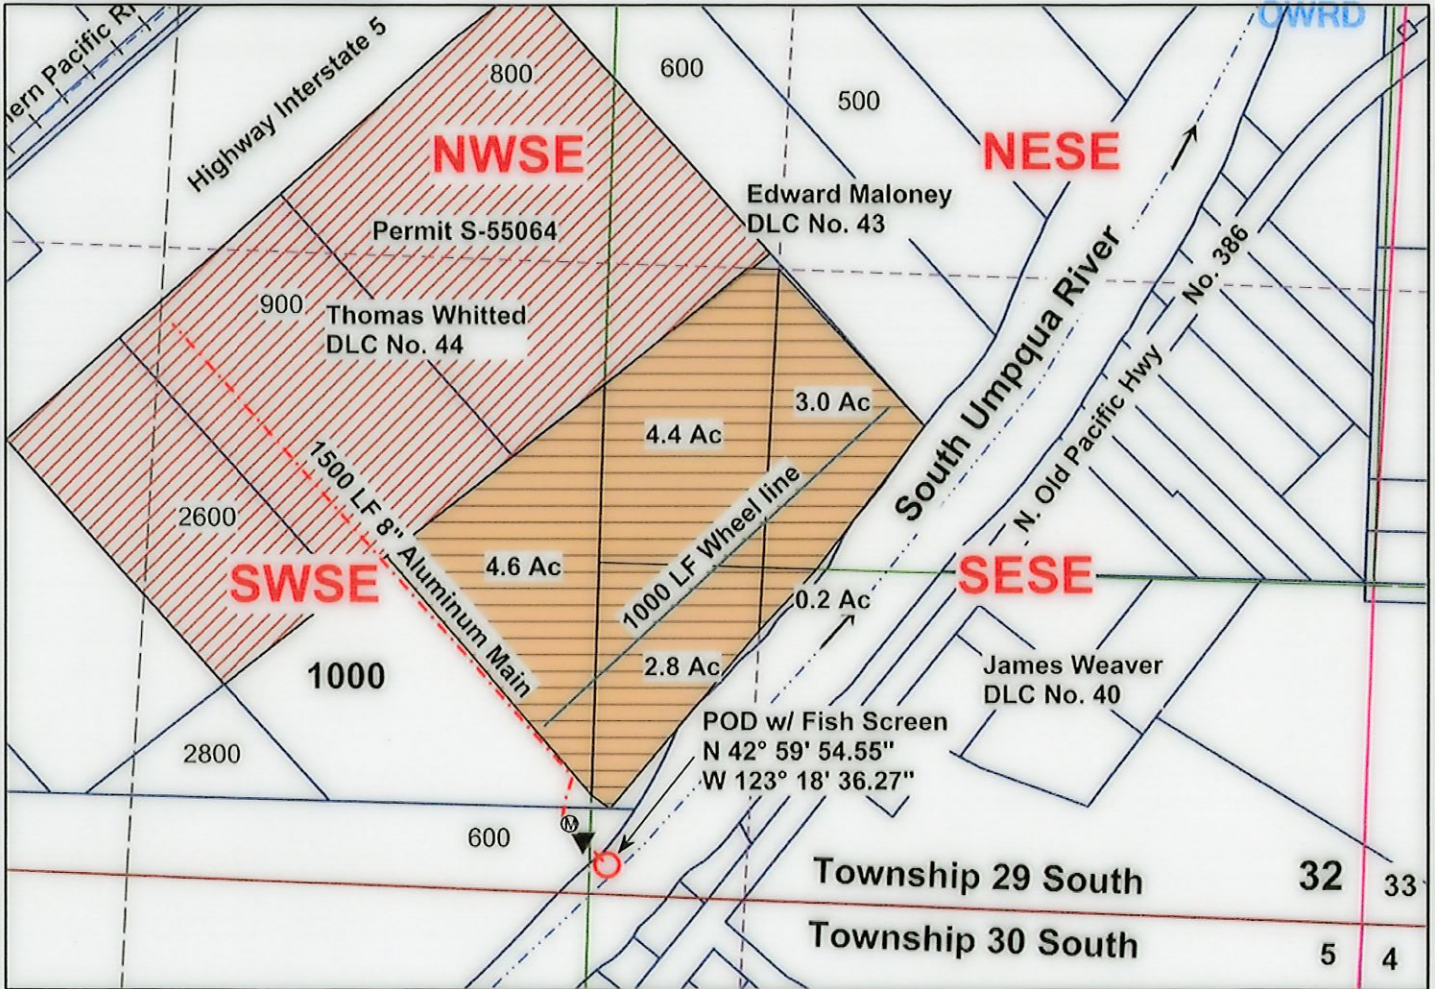 OWRD
ern Pacific
Highway Interstate 5
800
600
500
NWSE
NESE
Edward Maloney
DLC No. 43
Permit S-55064
900
Thomas Whitted
DLC No. 44
South Umpqua River
N. Old Pacific Hwy No. 386
3.0 Ac
4.4 Ac
1500 LF 8" Aluminum Main
1000 LF Wheel line
2600
4.6 Ac
SWSE
SESE
0.2 Ac
2.8 Ac
1000
James Weaver
DLC No. 40
2800
POD w/ Fish Screen
N 42° 59' 54.55"
W 123° 18' 36.27"
M
600
Township 29 South
32
33
Township 30 South
5
4